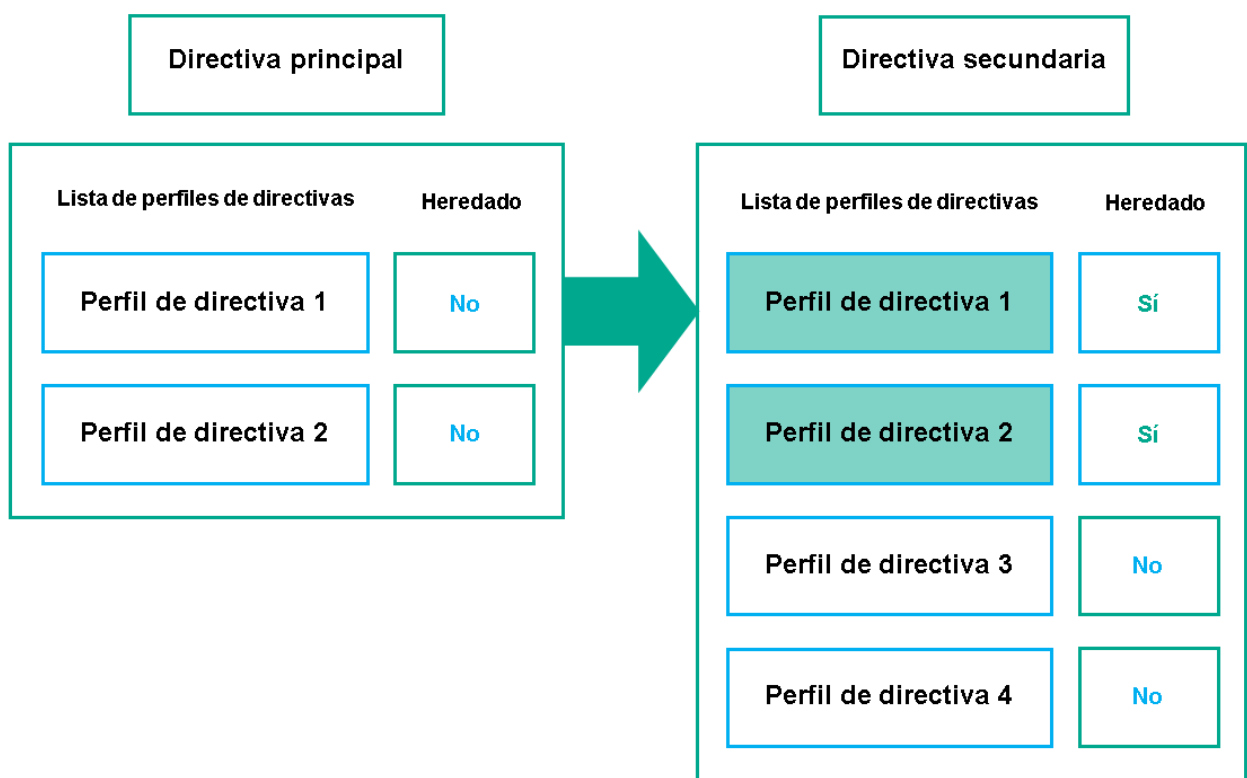 Directiva principal
Directiva secundaria
Lista de perfiles de directivas
Heredado
Perfil de directiva 1
No
Perfil de directiva 2
No
Lista de perfiles de directivas
Heredado
Perfil de directiva 1
Sí
Perfil de directiva 2
Sí
Perfil de directiva 3
No
Perfil de directiva 4
No